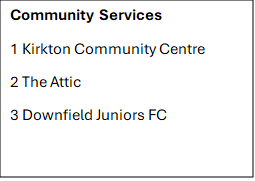 Community Services
1 Kirkton Community Centre
2 The Attic
3 Downfield Juniors FC